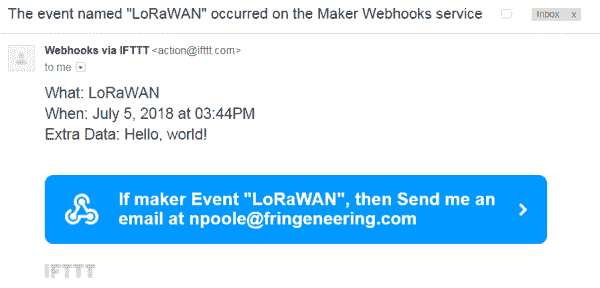 The event named "LoRaWAN" occurred on the Maker Webhooks service
Inbox x
Webhooks via IFTTT <action@ifttt.com>
to me
What: LoRaWAN
When: July 5, 2018 at 03:44PM
Extra Data: Hello, world!
If maker Event "LoRaWAN", then Send me an
email at npoole@fringeneering.com
IFTTT